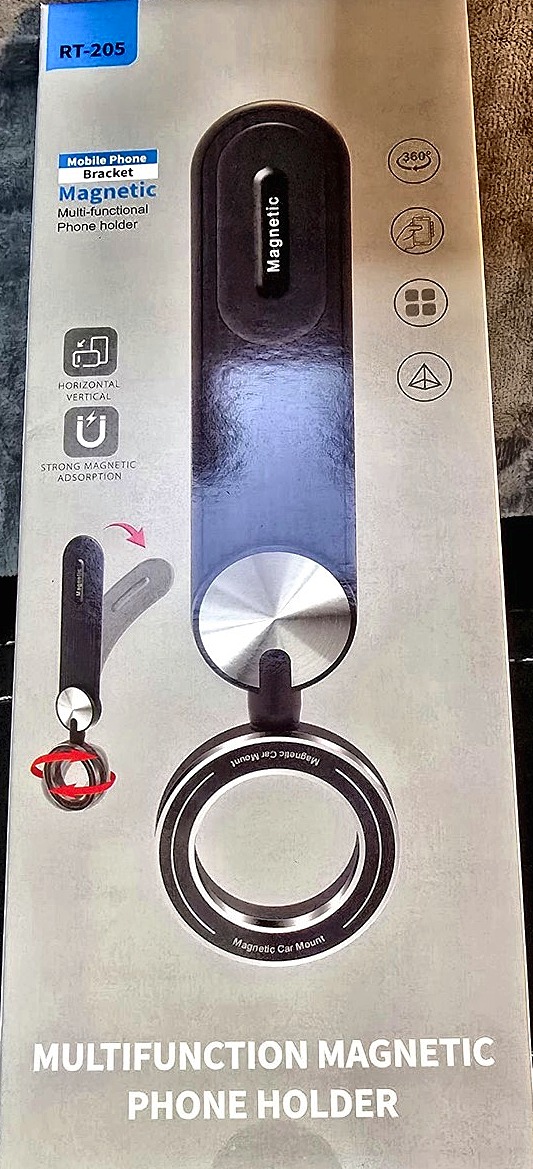 RT-205
Mobile Phone
Bracket
Magnetic
Multi-functional
Phone holder
360°
Magnetic
HORIZONTAL
VERTICAL
STRONG MAGNETIC
ADSORPTION
Magnetic
Magnetic Car Mount
Magnetic Car Mount
MULTIFUNCTION MAGNETIC
PHONE HOLDER